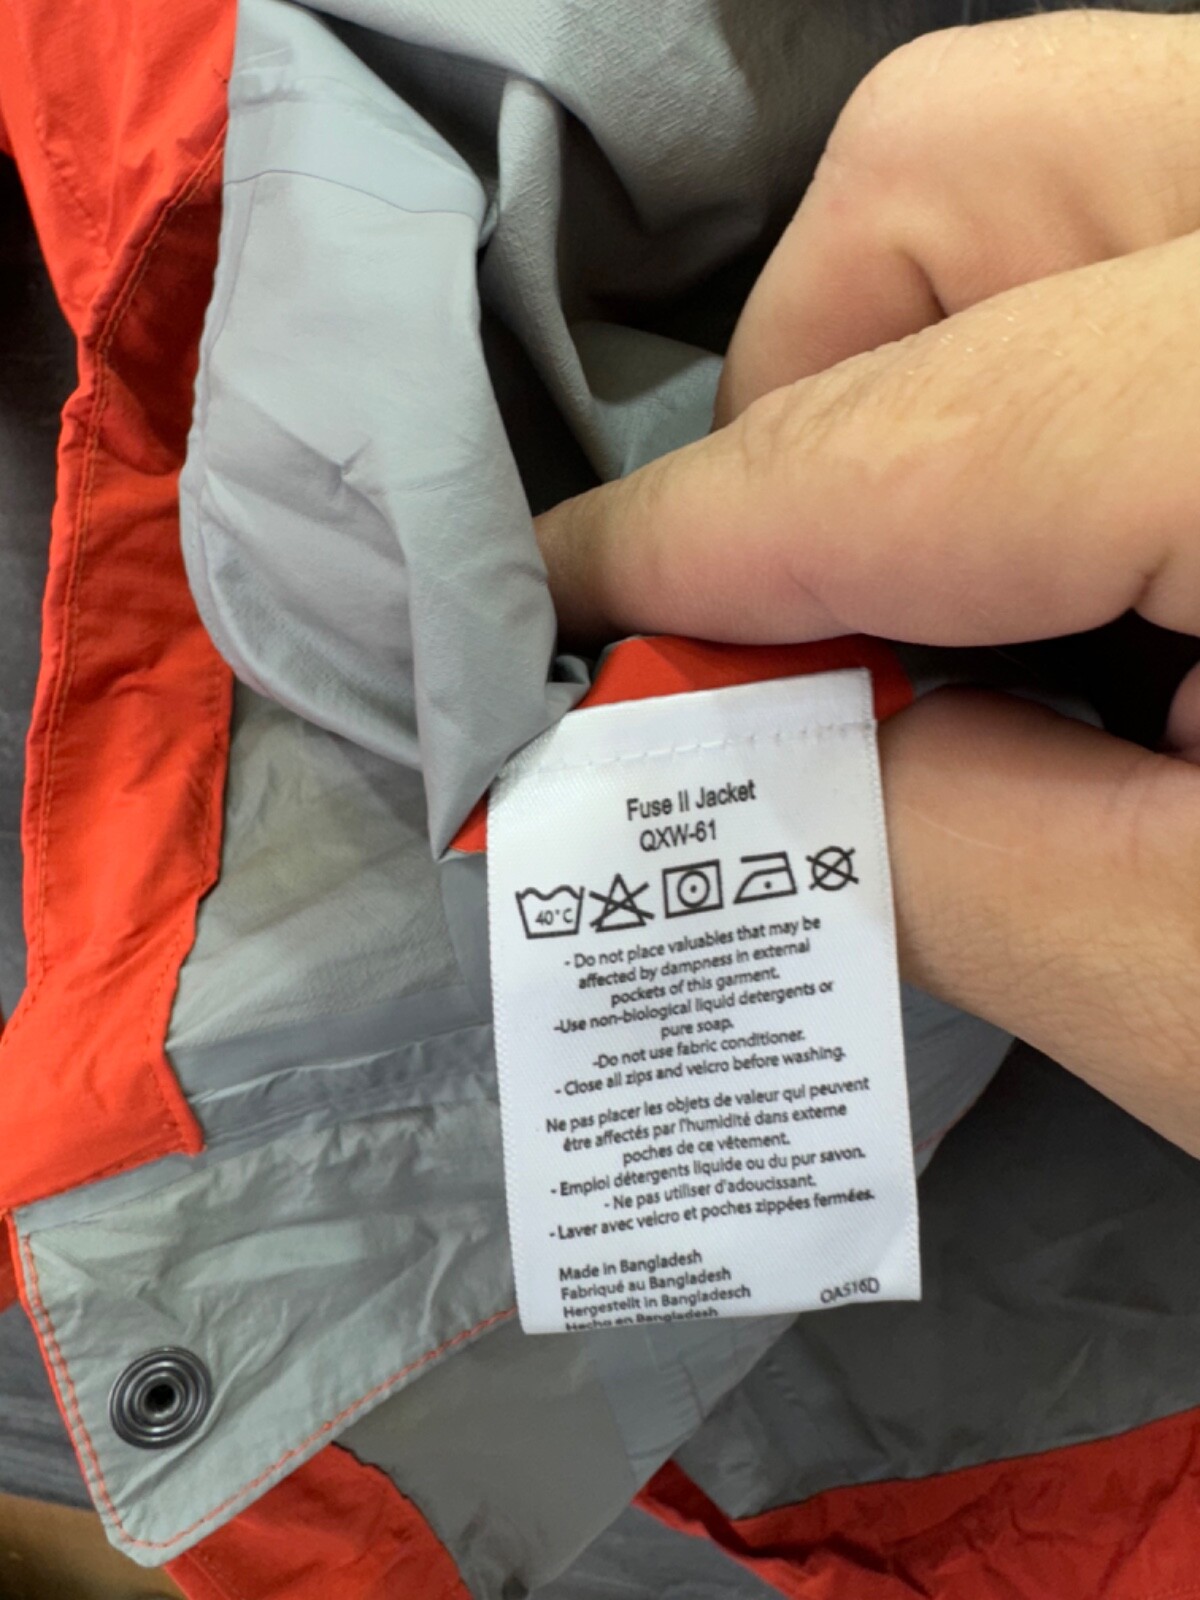 Fuse II Jacket
QXW-61
40°C
- Do not place valuables that may be
affected by dampness in external
pockets of this garment.
-Use non-biological liquid detergents or
pure soap.
-Do not use fabric conditioner.
- Close all zips and velcro before washing.
Ne pas placer les objets de valeur qui peuvent
être affectés par l'humidité dans externe
poches de ce vêtement.
- Emploi détergents liquide ou du pur savon.
- Ne pas utiliser d'adoucissant.
- Laver avec velcro et poches zippées fermées.
Made in Bangladesh
Fabriqué au Bangladesh
Hergestellt in Bangladesch
Hecho en Bangladesh
OA516D